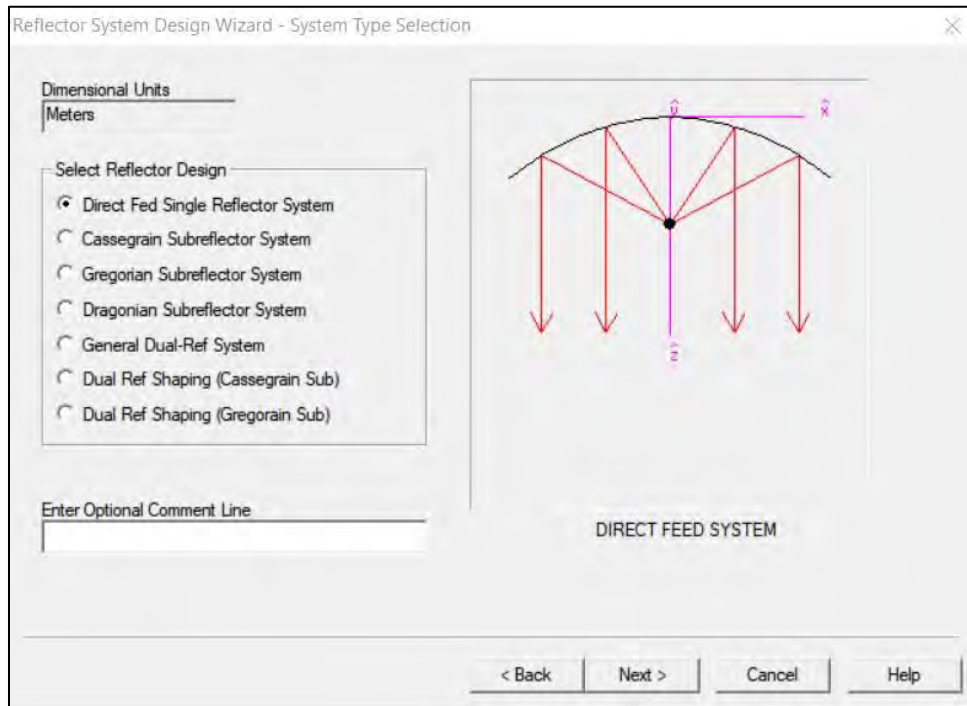 Reflector System Design Wizard - System Type Selection
Dimensional Units
Meters
Select Reflector Design
Direct Fed Single Reflector System
Cassegrain Subreflector System
Gregorian Subreflector System
Dragonian Subreflector System
General Dual-Ref System
Dual Ref Shaping (Cassegrain Sub)
Dual Ref Shaping (Gregorain Sub)
Enter Optional Comment Line
ŷ
x̂
ẑ
DIRECT FEED SYSTEM
< Back
Next >
Cancel
Help